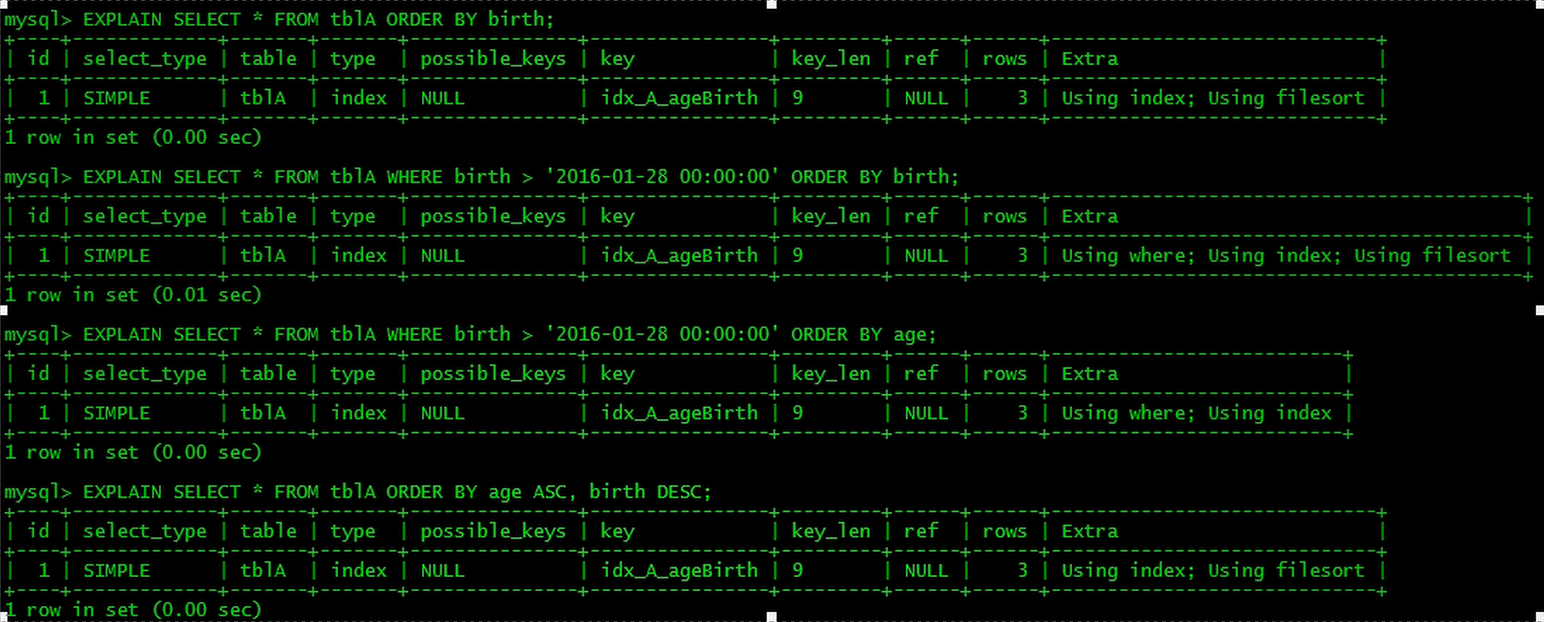 mysql> EXPLAIN SELECT * FROM tblA ORDER BY birth;
+----+-------------+-------+-------+---------------+---------------+---------+------+------+-----------------------------+
| id | select_type | table | type  | possible_keys | key           | key_len | ref  | rows | Extra                       |
+----+-------------+-------+-------+---------------+---------------+---------+------+------+-----------------------------+
|  1 | SIMPLE      | tblA  | index | NULL          | idx_A_ageBirth | 9       | NULL |    3 | Using index; Using filesort |
+----+-------------+-------+-------+---------------+---------------+---------+------+------+-----------------------------+
1 row in set (0.00 sec)
mysql> EXPLAIN SELECT * FROM tblA WHERE birth > '2016-01-28 00:00:00' ORDER BY birth;
+----+-------------+-------+-------+---------------+---------------+---------+------+------+------------------------------------------+
| id | select_type | table | type  | possible_keys | key           | key_len | ref  | rows | Extra                                    |
+----+-------------+-------+-------+---------------+---------------+---------+------+------+------------------------------------------+
|  1 | SIMPLE      | tblA  | index | NULL          | idx_A_ageBirth | 9       | NULL |    3 | Using where; Using index; Using filesort |
+----+-------------+-------+-------+---------------+---------------+---------+------+------+------------------------------------------+
1 row in set (0.01 sec)
mysql> EXPLAIN SELECT * FROM tblA WHERE birth > '2016-01-28 00:00:00' ORDER BY age;
+----+-------------+-------+-------+---------------+---------------+---------+------+------+--------------------------+
| id | select_type | table | type  | possible_keys | key           | key_len | ref  | rows | Extra                    |
+----+-------------+-------+-------+---------------+---------------+---------+------+------+--------------------------+
|  1 | SIMPLE      | tblA  | index | NULL          | idx_A_ageBirth | 9       | NULL |    3 | Using where; Using index |
+----+-------------+-------+-------+---------------+---------------+---------+------+------+--------------------------+
1 row in set (0.00 sec)
mysql> EXPLAIN SELECT * FROM tblA ORDER BY age ASC, birth DESC;
+----+-------------+-------+-------+---------------+---------------+---------+------+------+-----------------------------+
| id | select_type | table | type  | possible_keys | key           | key_len | ref  | rows | Extra                       |
+----+-------------+-------+-------+---------------+---------------+---------+------+------+-----------------------------+
|  1 | SIMPLE      | tblA  | index | NULL          | idx_A_ageBirth | 9       | NULL |    3 | Using index; Using filesort |
+----+-------------+-------+-------+---------------+---------------+---------+------+------+-----------------------------+
1 row in set (0.00 sec)